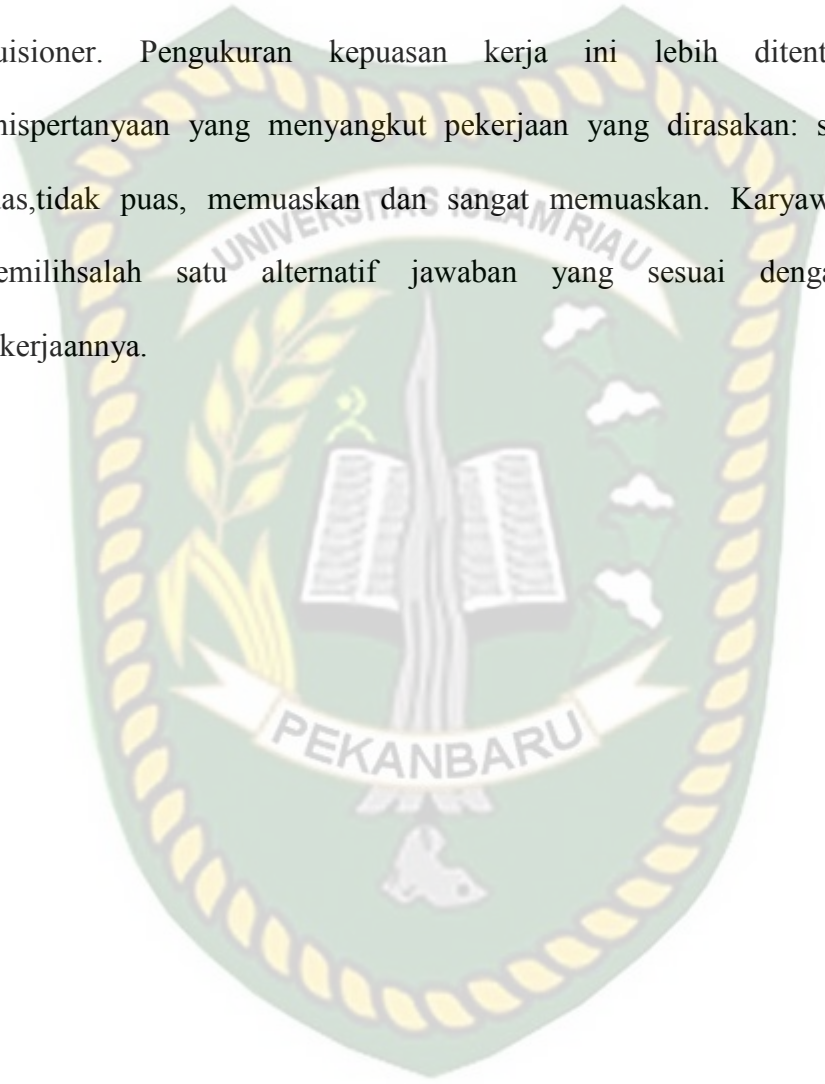 uisioner. Pengukuran kepuasan kerja ini lebih ditent
nispertanyaan yang menyangkut pekerjaan yang dirasakan: s
as,tidak puas, memuaskan dan sangat memuaskan. Karyaw
emilihsalah satu alternatif jawaban yang sesuai denga
kerjaannya.
UNIVERSITAS ISLAM RIAU
PEKANBARU